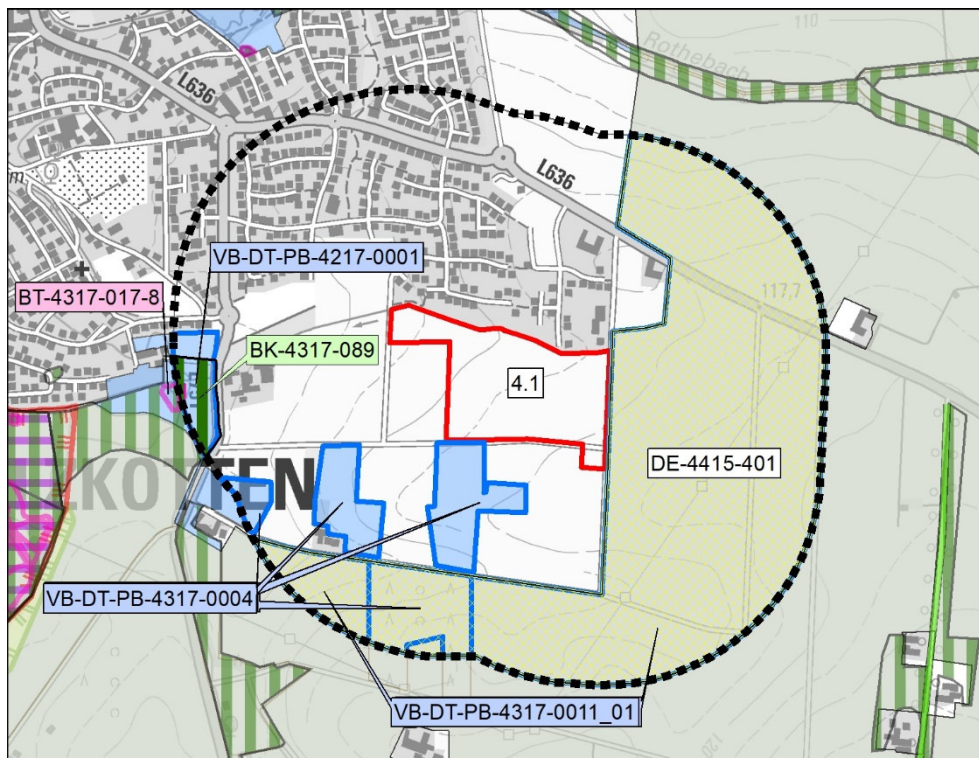 110
Rothebach
L636
L636
VB-DT-PB-4217-0001
117,7
BT-4317-017-8
BK-4317-089
4.1
DE-4415-401
ZKOTTEN
VB-DT-PB-4317-0004
VB-DT-PB-4317-0011_01
120